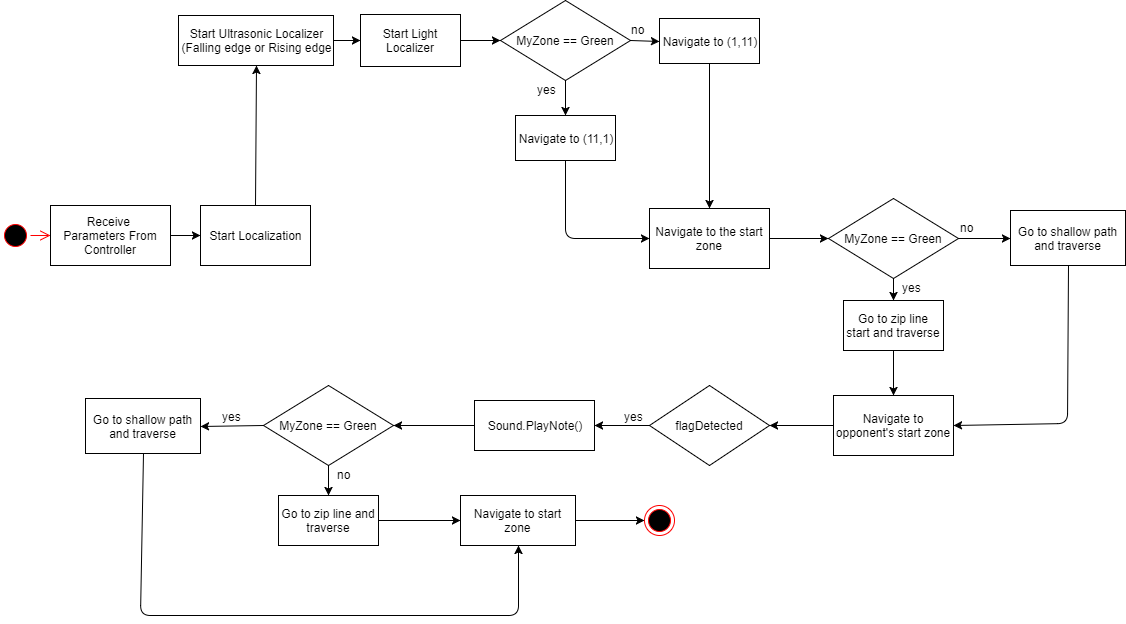 Start Ultrasonic Localizer
(Falling edge or Rising edge
Start Light
Localizer
MyZone == Green
no
Navigate to (1,11)
yes
Navigate to (11,1)
Receive
Parameters From
Controller
Start Localization
Navigate to the start
zone
MyZone == Green
no
Go to shallow path
and traverse
yes
Go to zip line
start and traverse
Navigate to
opponent's start zone
flagDetected
yes
Sound.PlayNote()
MyZone == Green
yes
Go to shallow path
and traverse
no
Go to zip line and
traverse
Navigate to start
zone